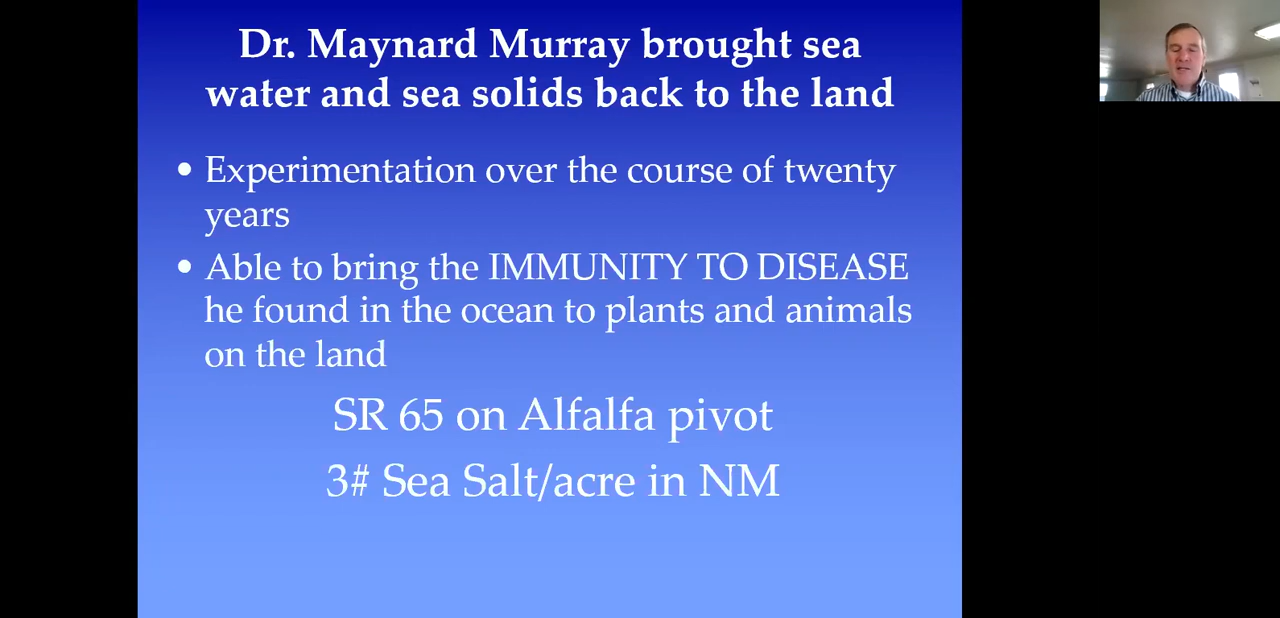 Dr. Maynard Murray brought sea
water and sea solids back to the land
• Experimentation over the course of twenty
years
• Able to bring the IMMUNITY TO DISEASE
he found in the ocean to plants and animals
on the land
SR 65 on Alfalfa pivot
3# Sea Salt/acre in NM